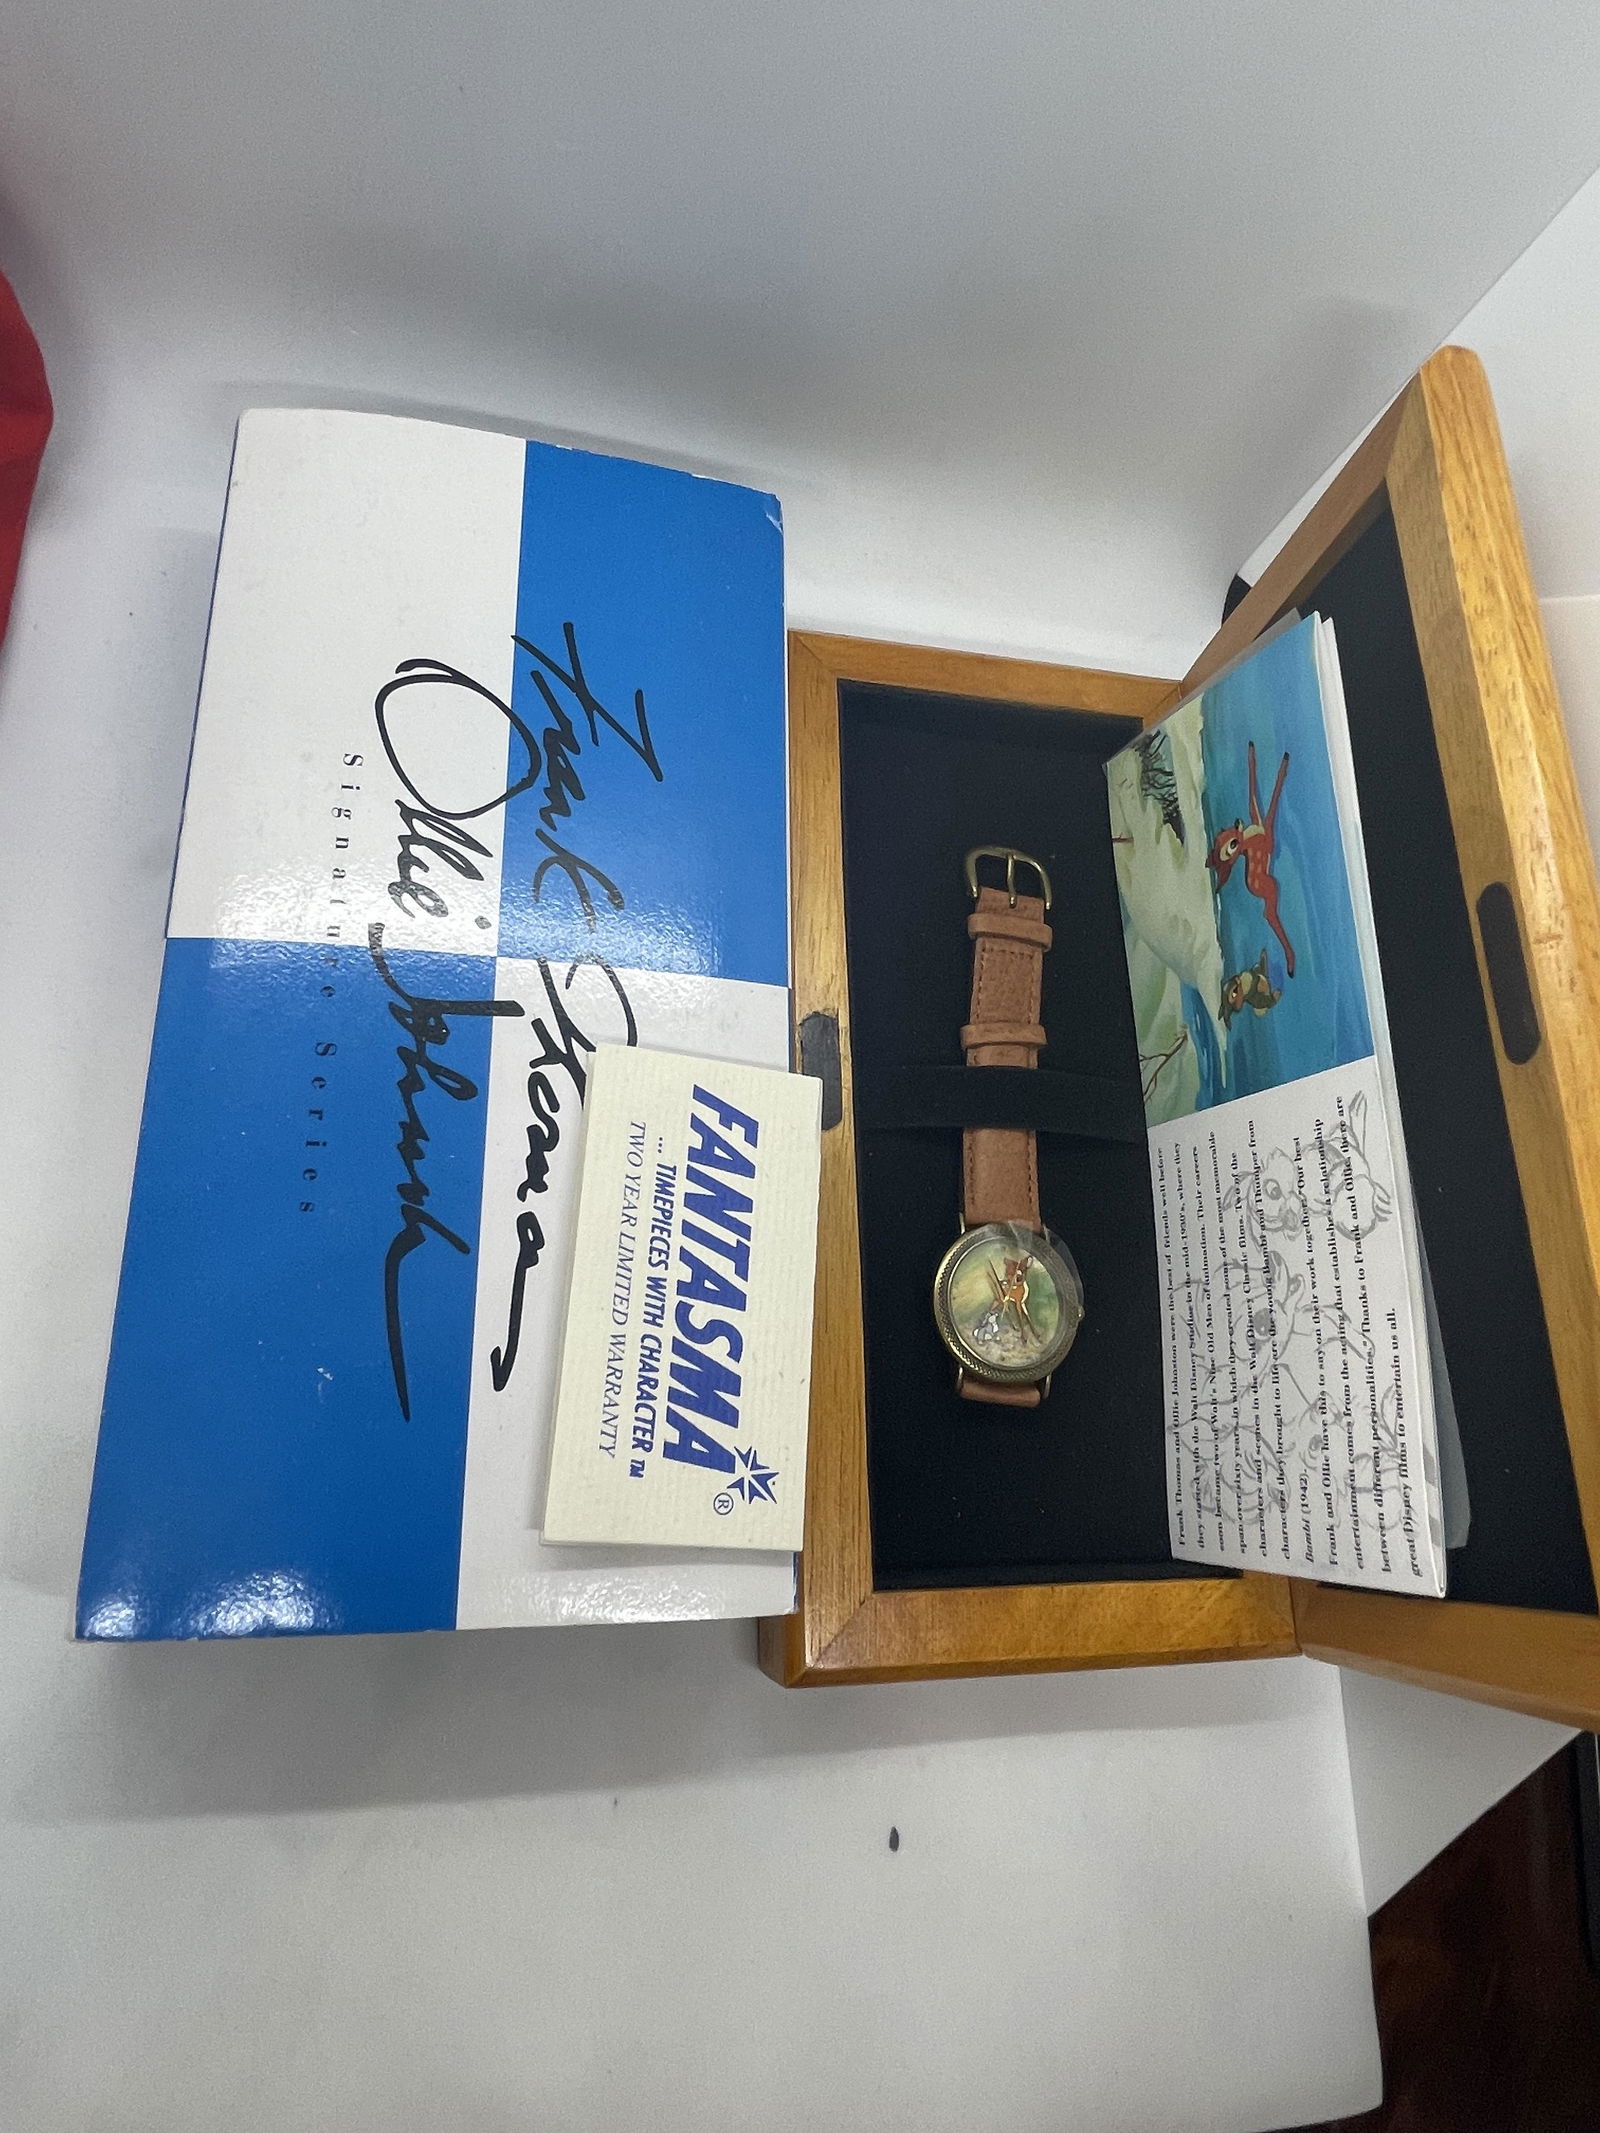 Frank Thomas
Ollie Johnston
Signature Series
FANTASMA®
... TIMEPIECES WITH CHARACTER™
TWO YEAR LIMITED WARRANTY
Frank Thomas and Ollie Johnston were the best of friends well before
they started with the Walt Disney Studios in the mid-1930's, where they
soon became two of Walt's Nine Old Men of Animation. Their careers
span over sixty years in which they created some of the most memorable
characters and scenes in the Walt Disney Classic films. Two of the
characters they brought to life are the young Bambi and Thumper from
Bambi (1942).
Frank and Ollie have this to say on their work together: "Our best
entertainment comes from the acting that establishes a relationship
between different personalities." Thanks to Frank and Ollie, there are
great Disney films to entertain us all.